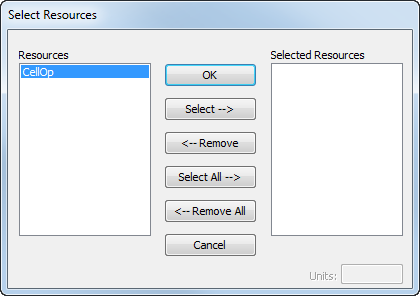 Select Resources
Resources
Selected Resources
CellOp
OK
Select -->
<-- Remove
Select All -->
<-- Remove All
Cancel
Units: